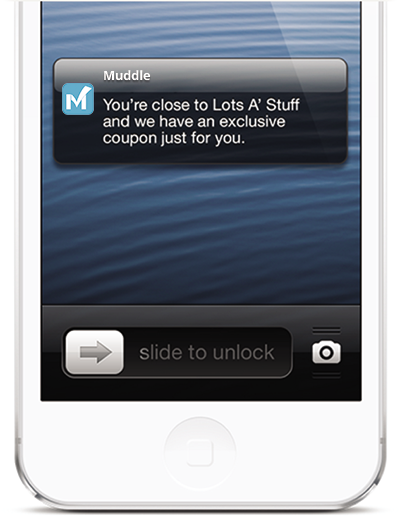 Muddle
You're close to Lots A' Stuff
and we have an exclusive
coupon just for you.
slide to unlock